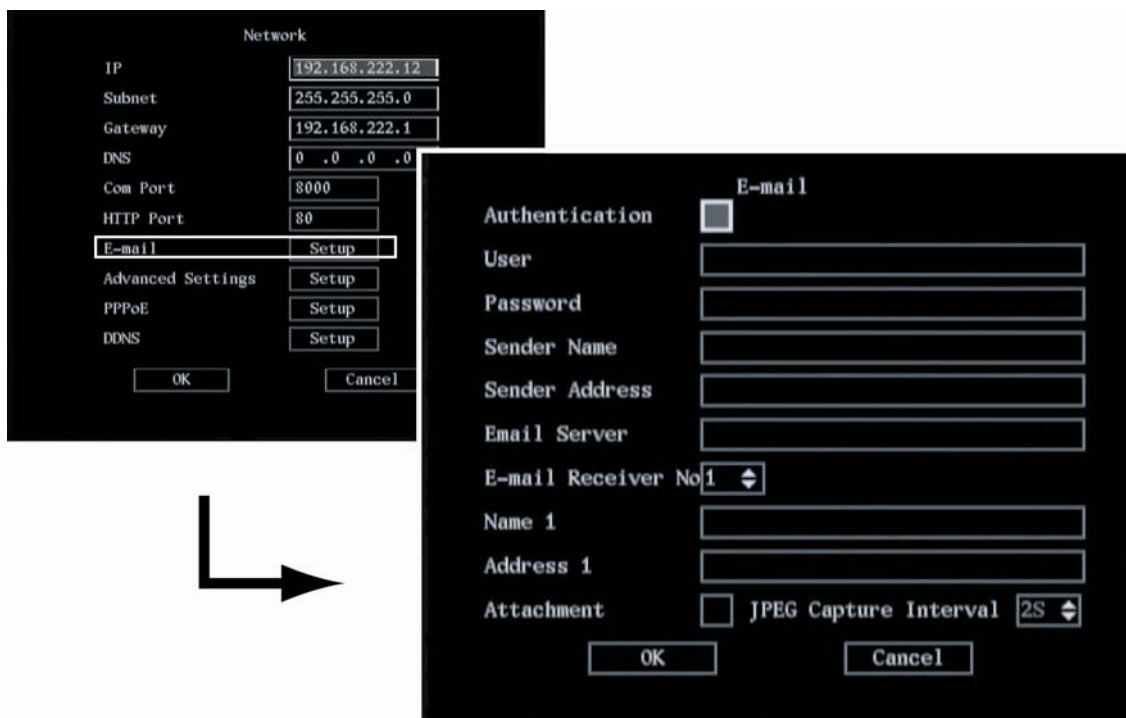 Network
IP 192.168.222.12
Subnet 255.255.255.0
Gateway 192.168.222.1
DNS 0 .0 .0 .0
Com Port 8000
HTTP Port 80
E-mail Setup
Advanced Settings Setup
PPPoE Setup
DDNS Setup
OK Cancel
E-mail
Authentication
User
Password
Sender Name
Sender Address
Email Server
E-mail Receiver No 1
Name 1
Address 1
Attachment JPEG Capture Interval 2S
OK Cancel